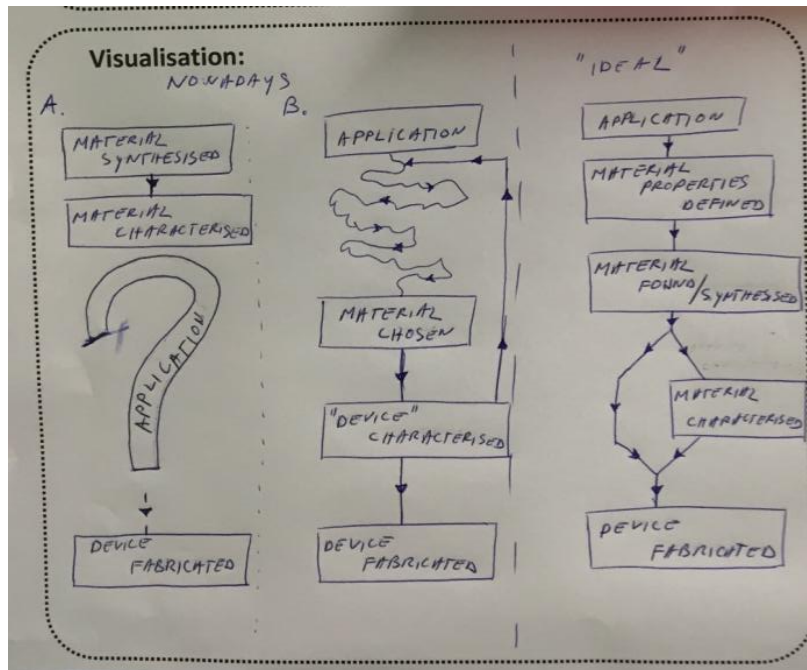 Visualisation:
NOWADAYS
A.
MATERIAL
SYNTHESISED
MATERIAL
CHARACTERISED
APPLICATION
DEVICE
FABRICATED
B.
APPLICATION
MATERIAL
CHOSEN
"DEVICE"
CHARACTERISED
DEVICE
FABRICATED
"IDEAL"
APPLICATION
MATERIAL
PROPERTIES
DEFINED
MATERIAL
FOUND/SYNTHESISED
MATERIAL
CHARACTERISED
DEVICE
FABRICATED